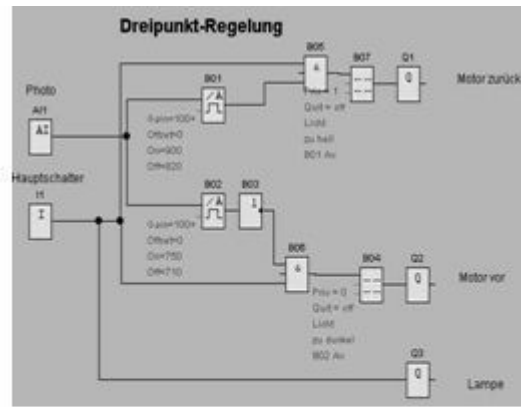 Dreipunkt-Regelung
B05
B07
Q1
&
Q
Motor zurück
Photo
AI1
AI
B01
/A
Gain=100+
Offset=0
On=900
Off=820
Prio = 1
Quit = off
Licht
zu hell
B01 Ax
Hauptschalter
I1
I
B02
/A
B03
1
Gain=100+
Offset=0
On=750
Off=710
B06
&
B04
Q2
Q
Motor vor
Prio = 0
Quit = off
Licht
zu dunkel
B02 Ax
Q3
Q
Lampe